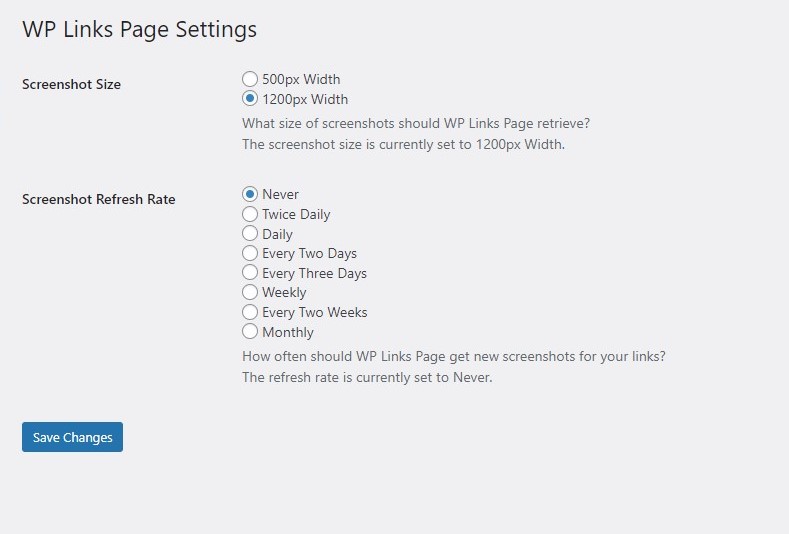 WP Links Page Settings
Screenshot Size
500px Width
1200px Width
What size of screenshots should WP Links Page retrieve?
The screenshot size is currently set to 1200px Width.
Screenshot Refresh Rate
Never
Twice Daily
Daily
Every Two Days
Every Three Days
Weekly
Every Two Weeks
Monthly
How often should WP Links Page get new screenshots for your links?
The refresh rate is currently set to Never.
Save Changes